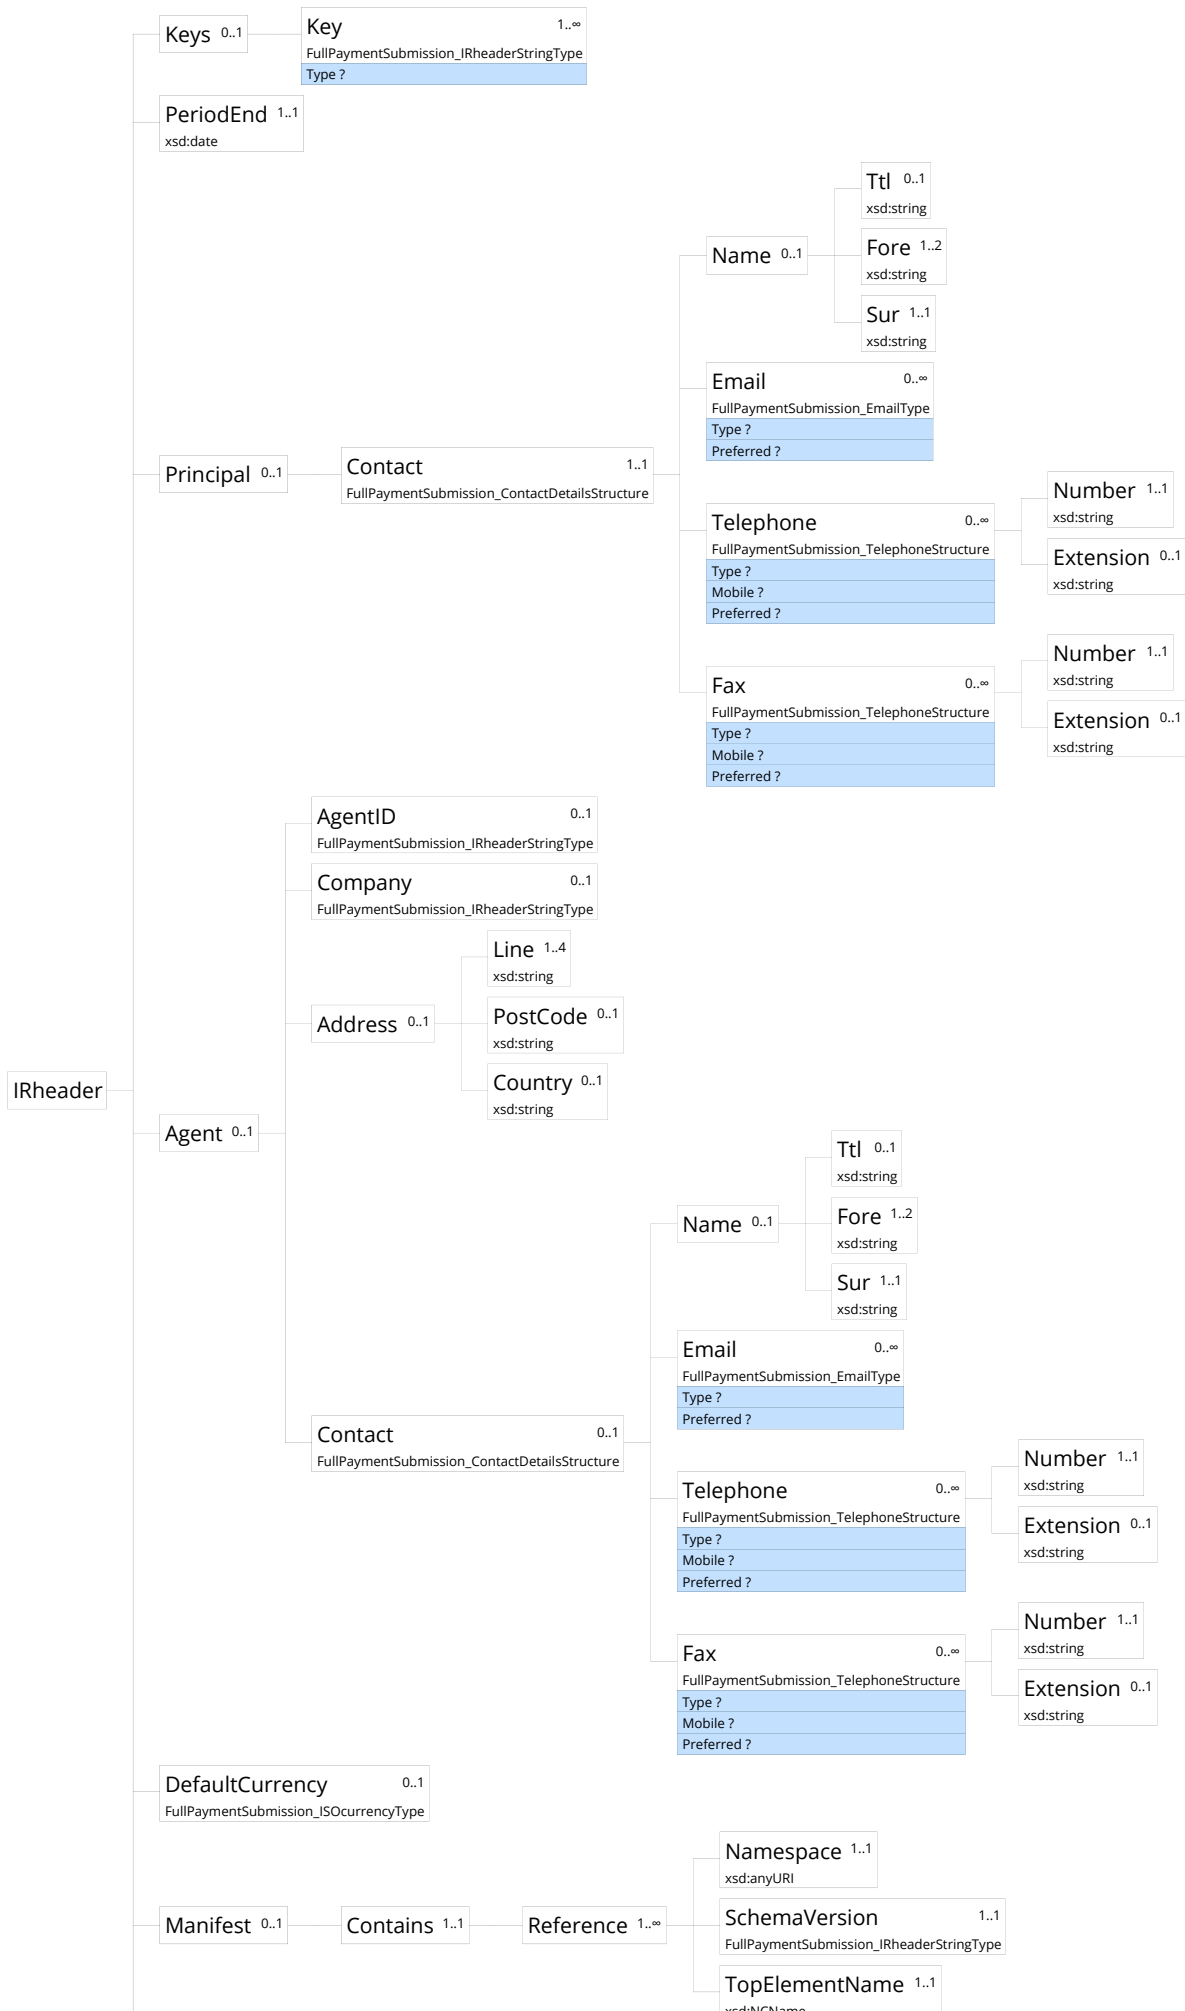 Keys 0..1
Key 1..∞
FullPaymentSubmission_IRheaderStringType
Type ?
PeriodEnd 1..1
xsd:date
Ttl 0..1
xsd:string
Name 0..1
Fore 1..2
xsd:string
Sur 1..1
xsd:string
Email 0..∞
FullPaymentSubmission_EmailType
Type ?
Preferred ?
Principal 0..1
Contact 1..1
FullPaymentSubmission_ContactDetailsStructure
Telephone 0..∞
FullPaymentSubmission_TelephoneStructure
Type ?
Mobile ?
Preferred ?
Number 1..1
xsd:string
Extension 0..1
xsd:string
Fax 0..∞
FullPaymentSubmission_TelephoneStructure
Type ?
Mobile ?
Preferred ?
Number 1..1
xsd:string
Extension 0..1
xsd:string
AgentID 0..1
FullPaymentSubmission_IRheaderStringType
Company 0..1
FullPaymentSubmission_IRheaderStringType
Address 0..1
Line 1..4
xsd:string
PostCode 0..1
xsd:string
Country 0..1
xsd:string
IRheader
Agent 0..1
Ttl 0..1
xsd:string
Name 0..1
Fore 1..2
xsd:string
Sur 1..1
xsd:string
Email 0..∞
FullPaymentSubmission_EmailType
Type ?
Preferred ?
Contact 0..1
FullPaymentSubmission_ContactDetailsStructure
Telephone 0..∞
FullPaymentSubmission_TelephoneStructure
Type ?
Mobile ?
Preferred ?
Number 1..1
xsd:string
Extension 0..1
xsd:string
Fax 0..∞
FullPaymentSubmission_TelephoneStructure
Type ?
Mobile ?
Preferred ?
Number 1..1
xsd:string
Extension 0..1
xsd:string
DefaultCurrency 0..1
FullPaymentSubmission_ISOcurrencyType
Manifest 0..1
Contains 1..1
Reference 1..∞
Namespace 1..1
xsd:anyURI
SchemaVersion 1..1
FullPaymentSubmission_IRheaderStringType
TopElementName 1..1
xsd:NCName